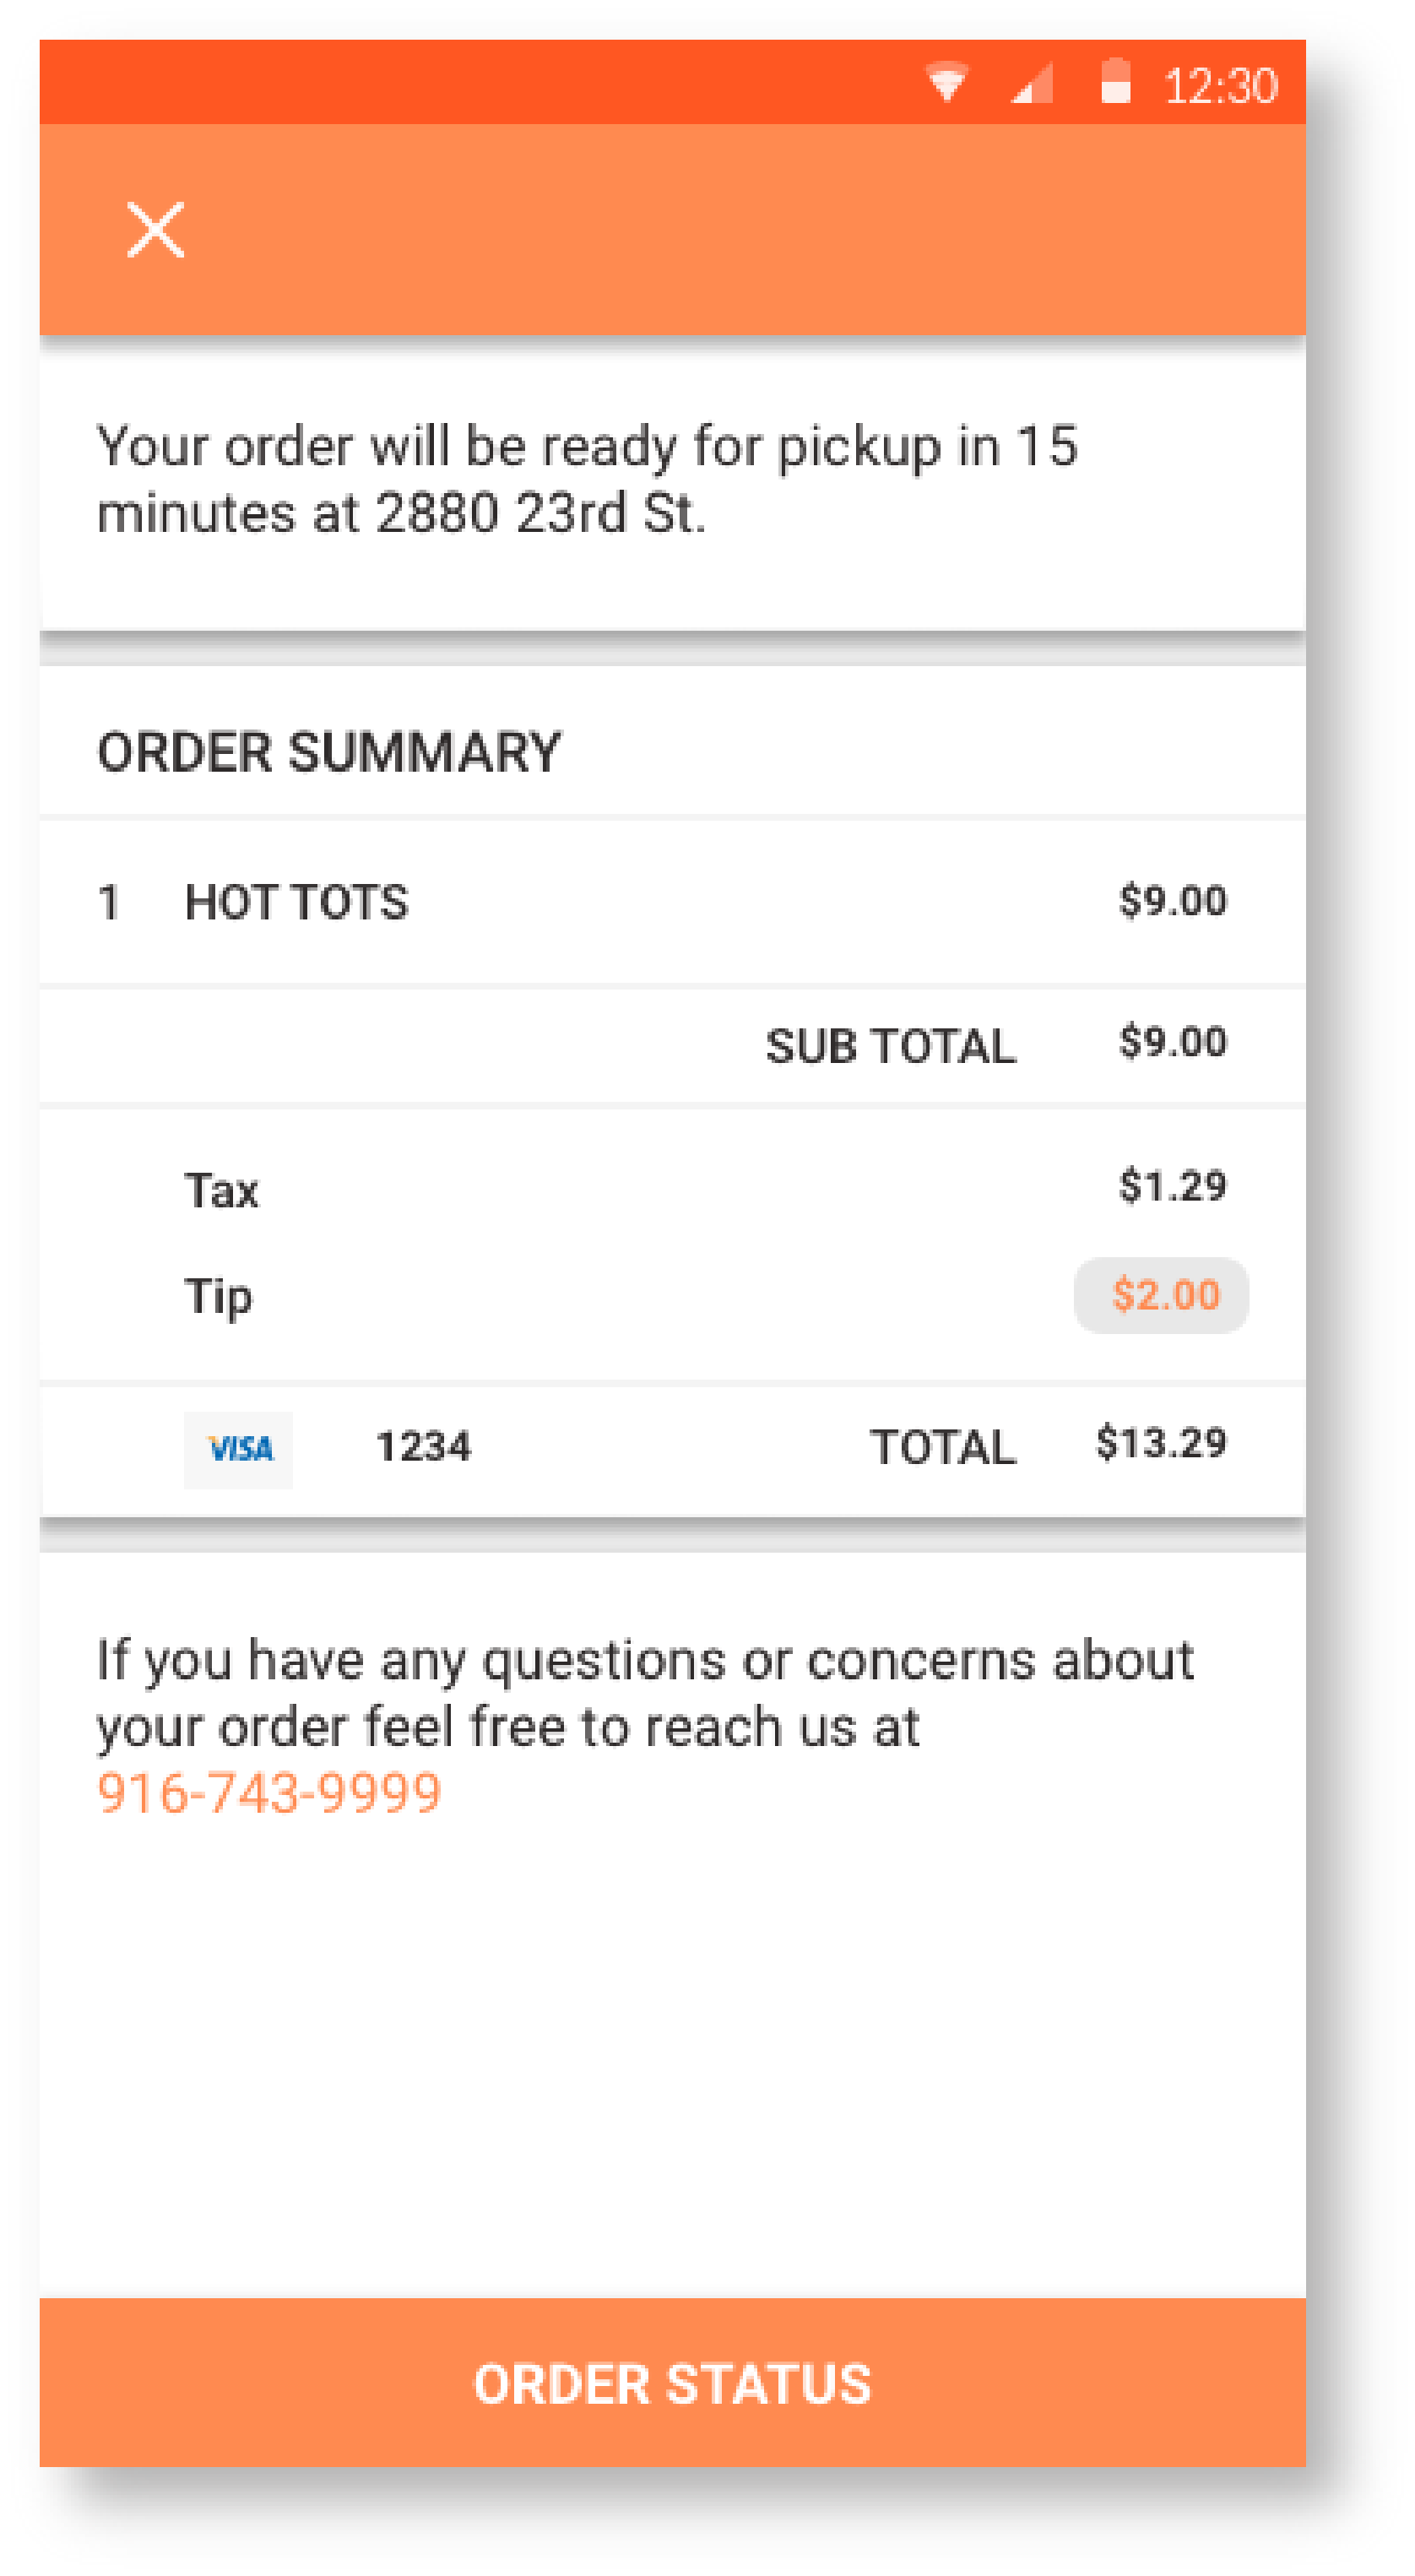 12:30
Your order will be ready for pickup in 15
minutes at 2880 23rd St.
ORDER SUMMARY
1 HOT TOTS $9.00
SUB TOTAL $9.00
Tax $1.29
Tip $2.00
VISA 1234 TOTAL $13.29
If you have any questions or concerns about
your order feel free to reach us at
916-743-9999
ORDER STATUS